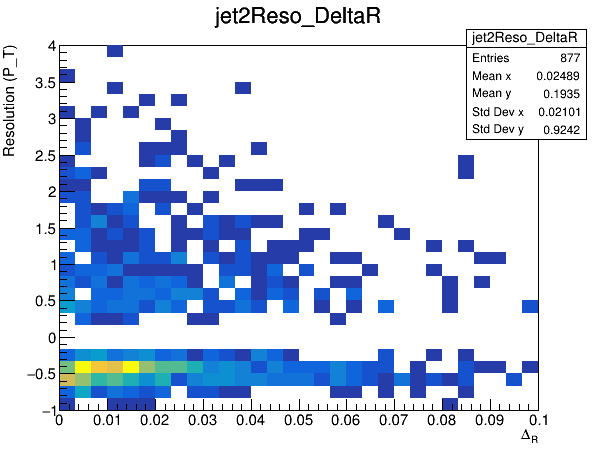 jet2Reso_DeltaR
jet2Reso_DeltaR
Entries 877
Mean x 0.02489
Mean y 0.1935
Std Dev x 0.02101
Std Dev y 0.9242
Resolution (P_T)
4
3.5
3
2.5
2
1.5
1
0.5
0
−0.5
−1
0 0.01 0.02 0.03 0.04 0.05 0.06 0.07 0.08 0.09 0.1
Δ_R